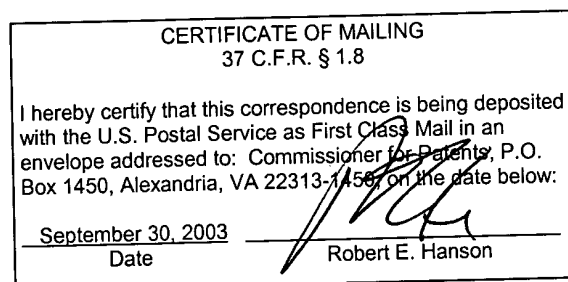 CERTIFICATE OF MAILING
37 C.F.R. § 1.8
I hereby certify that this correspondence is being deposited
with the U.S. Postal Service as First Class Mail in an
envelope addressed to: Commissioner for Patents, P.O.
Box 1450, Alexandria, VA 22313-1450, on the date below:
September 30, 2003
Date
Robert E. Hanson